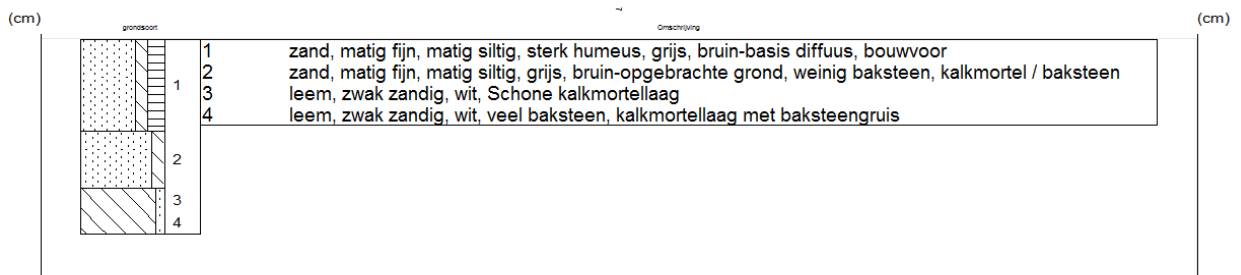 (cm) (cm)
grondsoort Omschrijving
1 zand, matig fijn, matig siltig, sterk humeus, grijs, bruin-basis diffuus, bouwvoor
2 zand, matig fijn, matig siltig, grijs, bruin-opgebrachte grond, weinig baksteen, kalkmortel / baksteen
3 leem, zwak zandig, wit, Schone kalkmortellaag
4 leem, zwak zandig, wit, veel baksteen, kalkmortellaag met baksteengruis
1
2
3
4